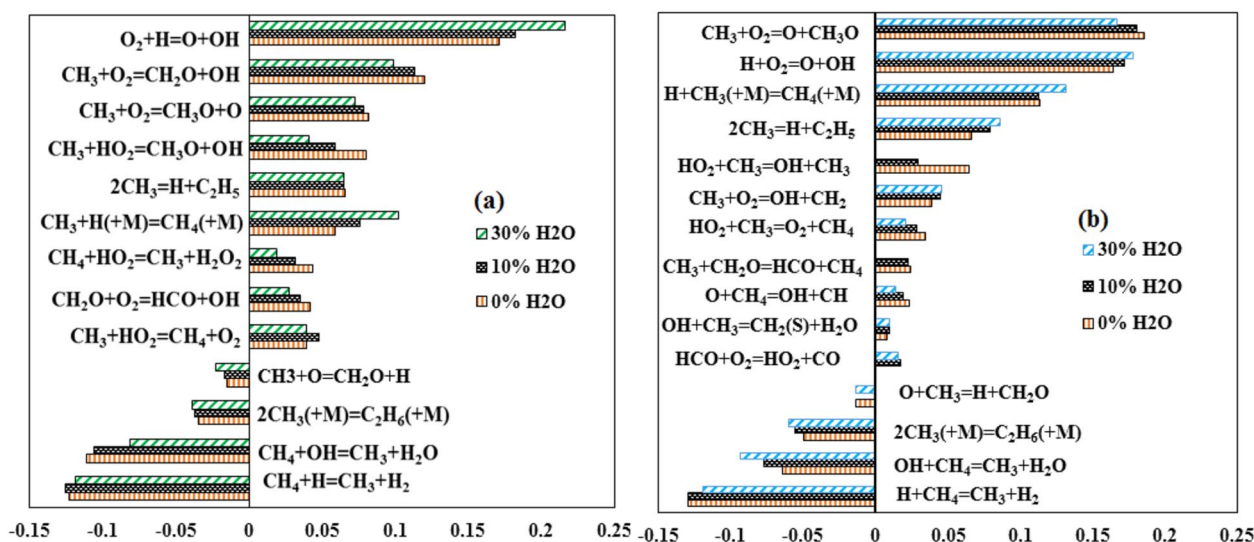 O₂+H=O+OH
CH₃+O₂=CH₂O+OH
CH₃+O₂=CH₃O+O
CH₃+HO₂=CH₃O+OH
2CH₃=H+C₂H₅
CH₃+H(+M)=CH₄(+M)
CH₄+HO₂=CH₃+H₂O₂
CH₂O+O₂=HCO+OH
CH₃+HO₂=CH₄+O₂
CH3+O=CH₂O+H
2CH₃(+M)=C₂H₆(+M)
CH₄+OH=CH₃+H₂O
CH₄+H=CH₃+H₂
(a)
30% H2O
10% H2O
0% H2O
-0.15 -0.1 -0.05 0 0.05 0.1 0.15 0.2 0.25
CH₃+O₂=O+CH₃O
H+O₂=O+OH
H+CH₃(+M)=CH₄(+M)
2CH₃=H+C₂H₅
HO₂+CH₃=OH+CH₃
CH₃+O₂=OH+CH₂
HO₂+CH₃=O₂+CH₄
CH₃+CH₂O=HCO+CH₄
O+CH₄=OH+CH
OH+CH₃=CH₂(S)+H₂O
HCO+O₂=HO₂+CO
O+CH₃=H+CH₂O
2CH₃(+M)=C₂H₆(+M)
OH+CH₄=CH₃+H₂O
H+CH₄=CH₃+H₂
(b)
30% H2O
10% H2O
0% H2O
-0.15 -0.1 -0.05 0 0.05 0.1 0.15 0.2 0.25